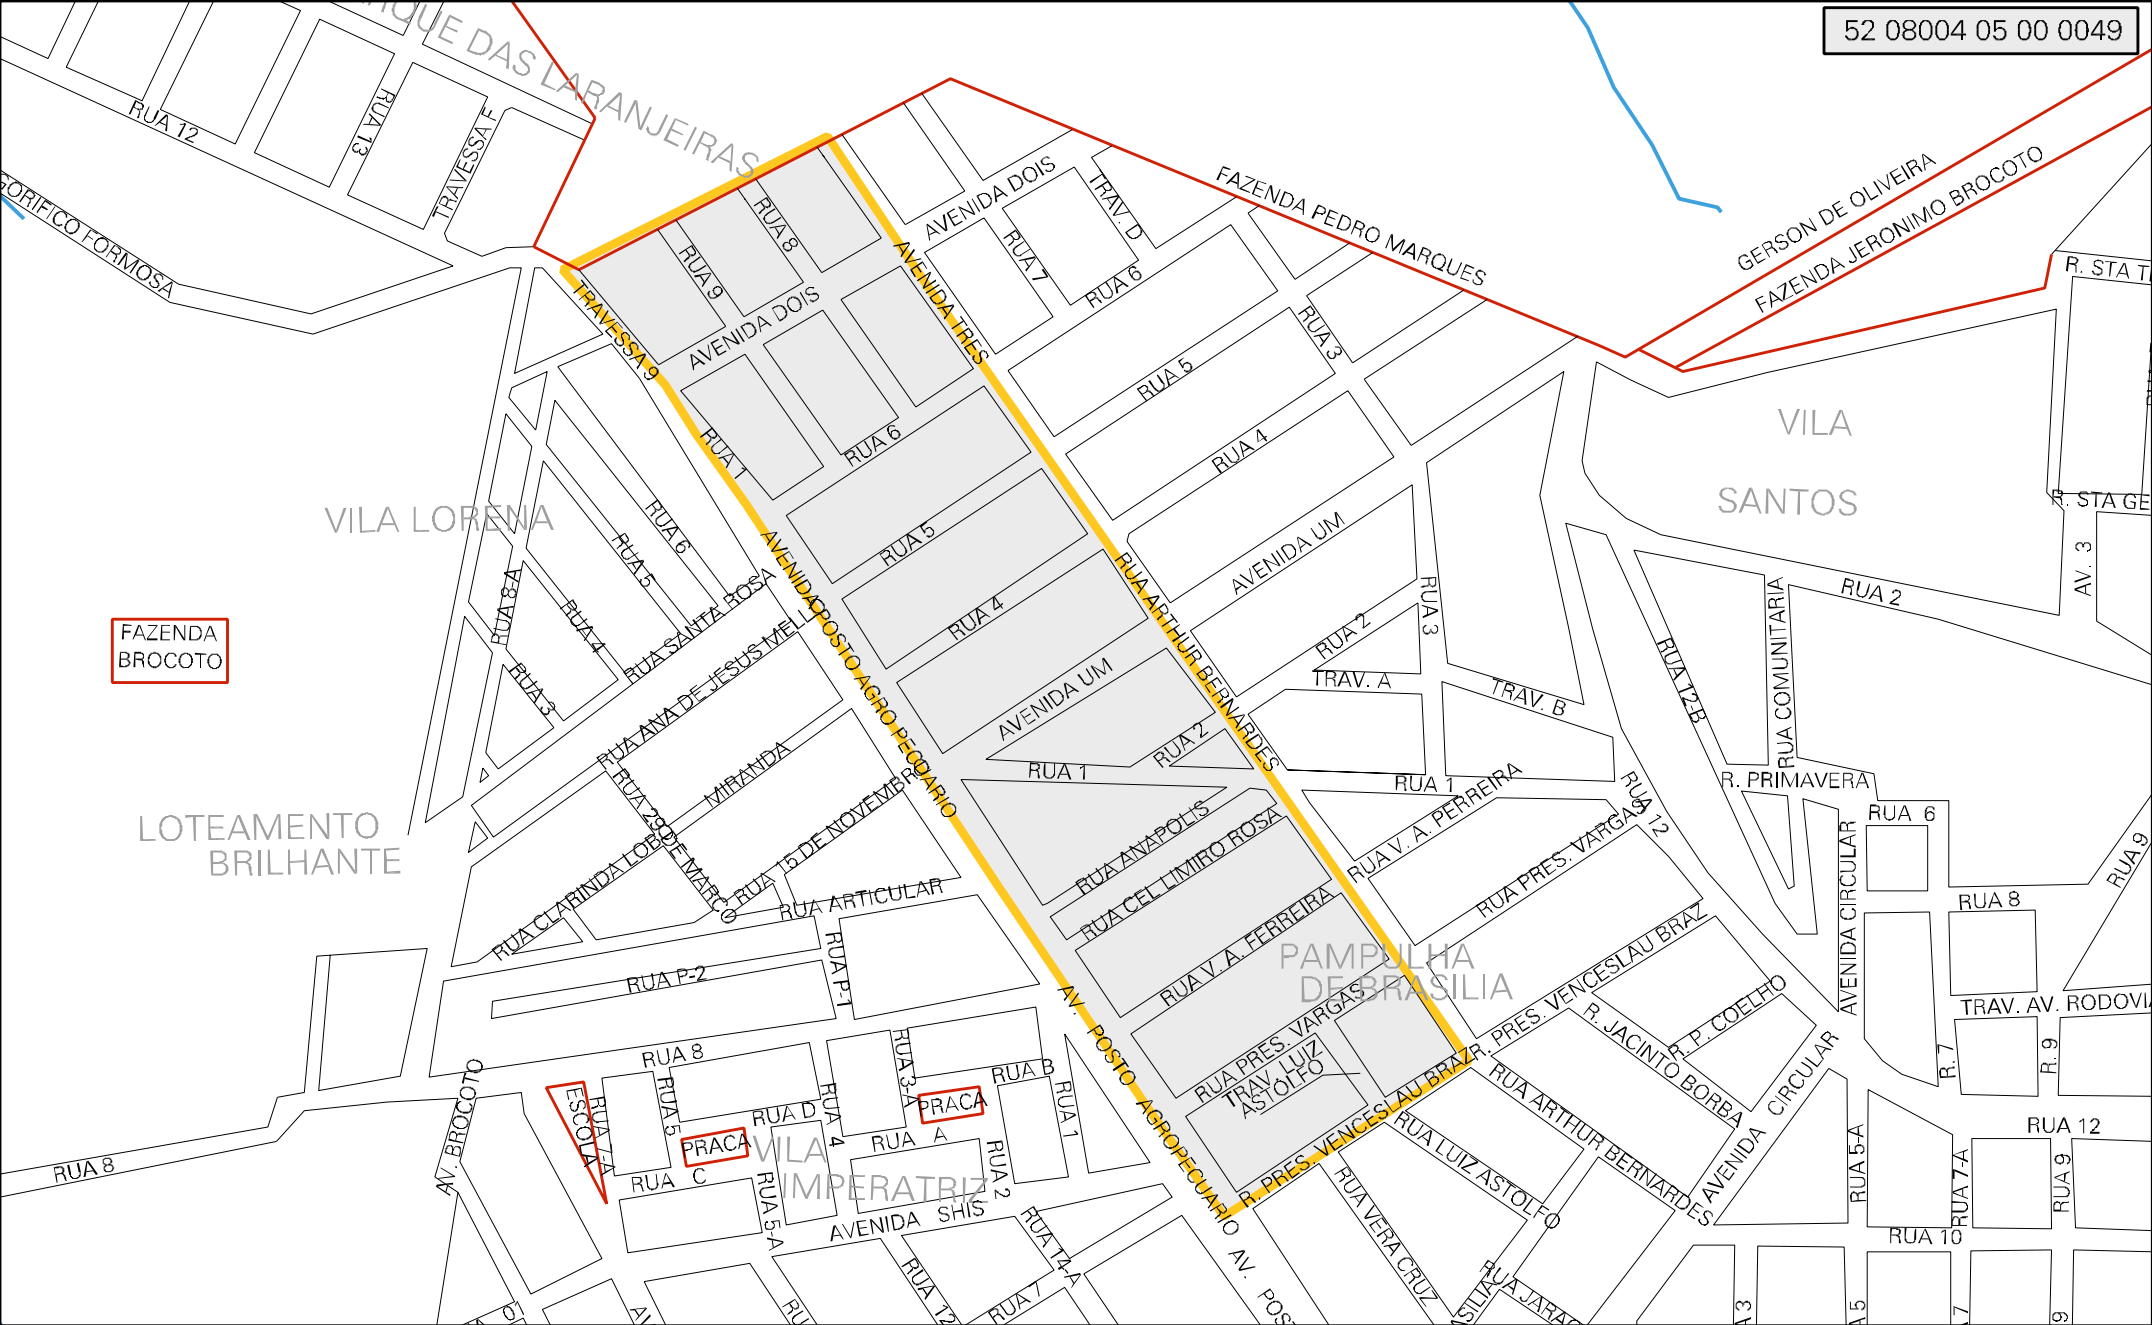 52 08004 05 00 0049
PARQUE DAS LARANJEIRAS
RUA 12
RUA 13
TRAVESSA F
GORIFICO FORMOSA
AVENIDA DOIS
TRAV. D
FAZENDA PEDRO MARQUES
GERSON DE OLIVEIRA
FAZENDA JERONIMO BROCOTO
RUA 8
RUA 9
RUA 7
RUA 6
AVENIDA TRES
TRAVESSA 9
AVENIDA DOIS
RUA 3
RUA 5
R. STA T
RUA 1
RUA 6
RUA 4
VILA
SANTOS
R. STA GE
VILA LORENA
RUA 6
RUA 5
RUA 5
AVENIDA UM
AV. 3
RUA 2
RUA 8-A
RUA 4
RUA 3
RUA SANTA ROSA
RUA ANA DE JESUS MELLO
AVENIDA POSTO AGRO PECUARIO
RUA 4
RUA ARTHUR BERNARDES
RUA 2
RUA 3
FAZENDA
BROCOTO
AVENIDA UM
TRAV. A
TRAV. B
RUA 12-B
RUA COMUNITARIA
RUA 2
RUA 1
RUA 1
R. PRIMAVERA
RUA 12
MIRANDA
RUA 29 DE MARCO
RUA CLARINDA LOBO
RUA 15 DE NOVEMBRO
RUA ARTICULAR
LOTEAMENTO
BRILHANTE
RUA ANAPOLIS
RUA CEL LIMIRO ROSA
RUA V. A. PERREIRA
RUA PRES. VARGAS
RUA 6
RUA 9
AVENIDA CIRCULAR
RUA 8
RUA V. A. FERREIRA
PAMPULHA
DE BRASILIA
R. PRES. VENCESLAU BRAZ
RUA P-2
RUA P-1
R. JACINTO BORBA
R. P. COELHO
TRAV. AV. RODOVIA
AV. POSTO AGROPECUARIO
RUA PRES. VARGAS
TRAV. LUIZ
ASTOLFO
R. PRES. VENCESLAU BRAZ
R. 7
R. 9
RUA 8
AV. BROCOTO
ESCOLA
RUA 7-A
RUA 5
RUA D
RUA 4
RUA 3-A
RUA B
RUA 1
PRACA
PRACA
RUA A
RUA C
RUA 5-A
RUA 2
VILA
IMPERATRIZ
AVENIDA SHIS
RUA 8
RUA ARTHUR BERNARDES
AVENIDA CIRCULAR
RUA LUIZ ASTOLFO
RUA VERA CRUZ
RUA 12
RUA 5-A
RUA 7-A
RUA 9
RUA 10
RUA 14-A
RUA 12
RUA 7
AV. POST
RUA JARAG